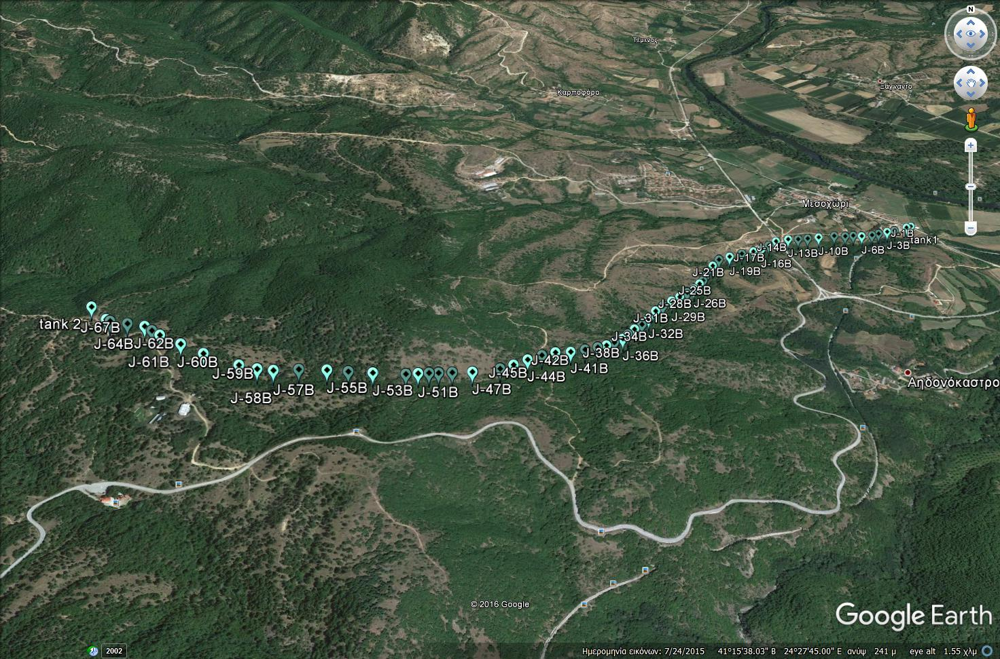 N
Τέμενος
Ξάγναντο
Καρποφόρο
Μεσοχώρι
J-1B
tank1
J-3B
J-6B
J-10B
J-13B
J-14B
J-16B
J-17B
J-19B
J-21B
J-25B
J-26B
J-28B
J-29B
J-31B
J-32B
J-34B
J-36B
J-38B
J-41B
J-42B
J-44B
J-45B
J-47B
J-51B
J-53B
J-55B
J-57B
J-58B
J-59B
J-60B
J-61B
J-62B
J-64B
J-67B
tank 2
Αηδονόκαστρο
© 2016 Google
Google Earth
2002
Ημερομηνία εικόνων: 7/24/2015 41°15'38.03" Β 24°27'45.00" Ε ανύψ 241 μ eye alt 1.55 χλμ